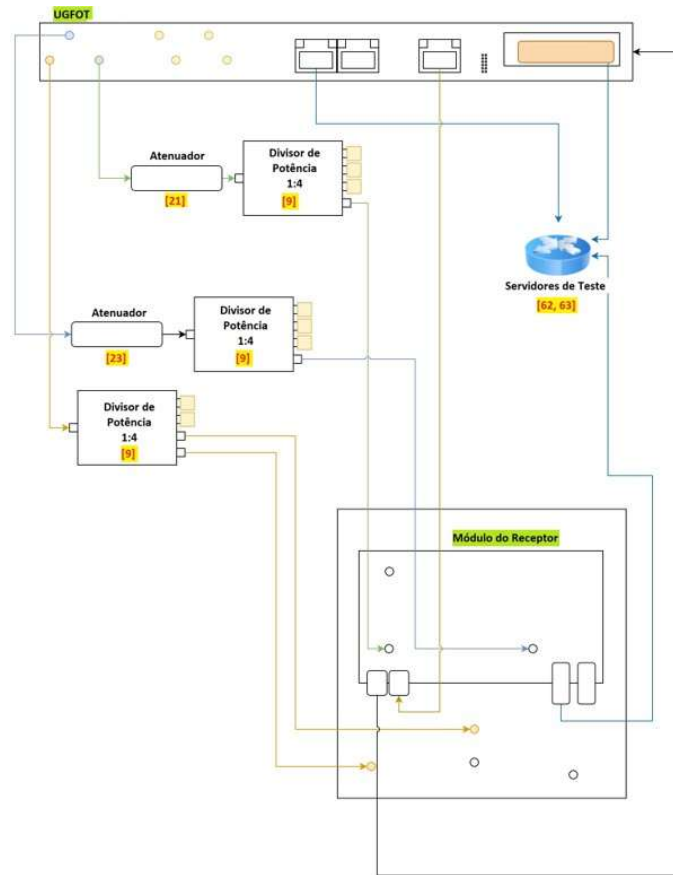 UGFOT
Atenuador
[21]
Divisor de
Potência
1:4
[9]
Servidores de Teste
[62, 63]
Atenuador
[23]
Divisor de
Potência
1:4
[9]
Divisor de
Potência
1:4
[9]
Módulo do Receptor